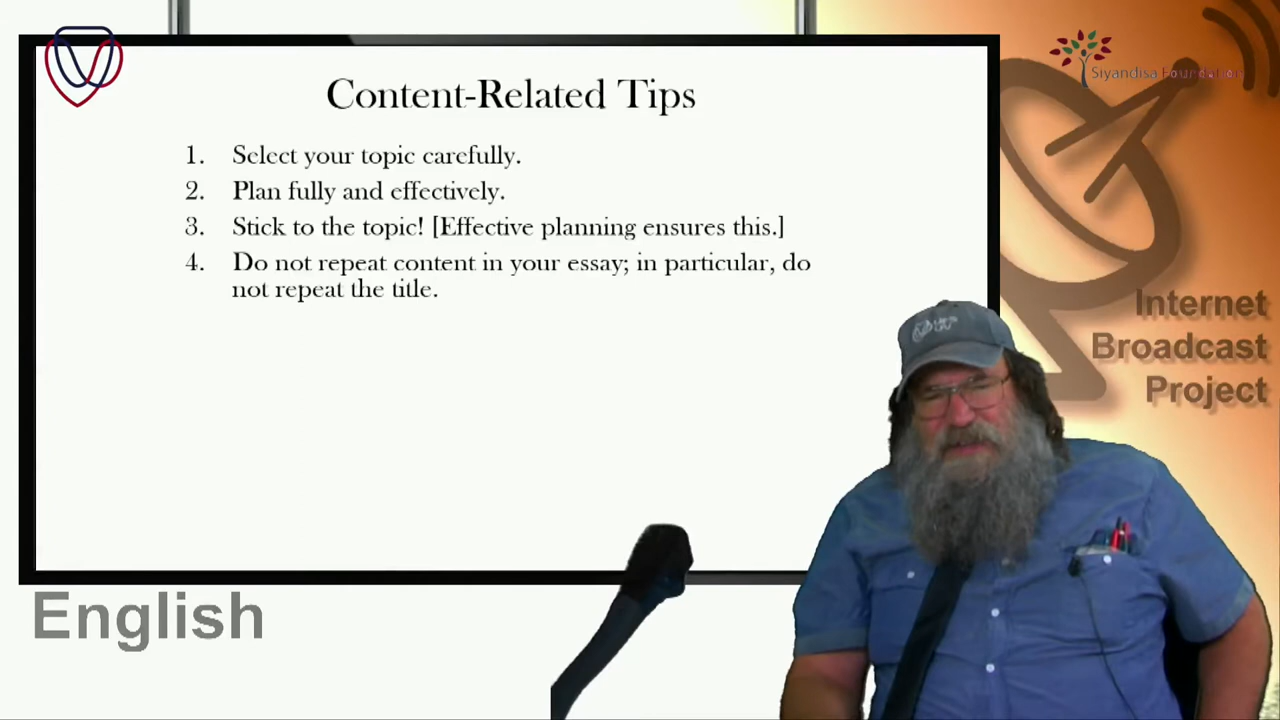 Siyandisa Foundation
Content-Related Tips
1. Select your topic carefully.
2. Plan fully and effectively.
3. Stick to the topic! [Effective planning ensures this.]
4. Do not repeat content in your essay; in particular, do
not repeat the title.
Internet
Broadcast
Project
English